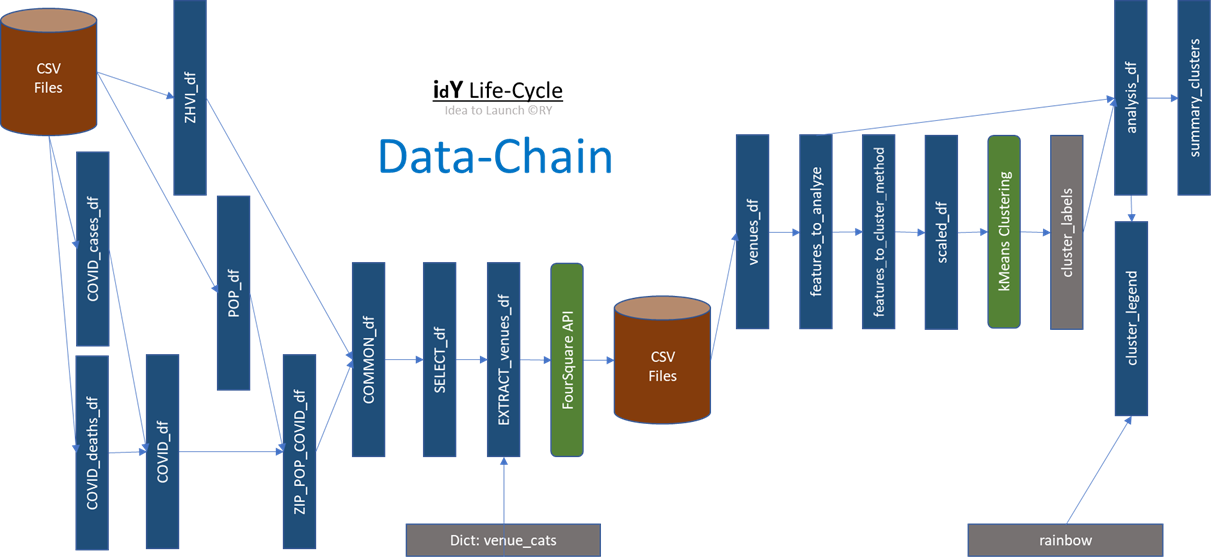 CSV
Files
ZHVI_df
COVID_cases_df
POP_df
COVID_deaths_df
COVID_df
ZIP_POP_COVID_df
idY Life-Cycle
Idea to Launch ©RY
Data-Chain
COMMON_df
SELECT_df
EXTRACT_venues_df
FourSquare API
Dict: venue_cats
CSV
Files
venues_df
features_to_analyze
features_to_cluster_method
scaled_df
kMeans Clustering
cluster_labels
analysis_df
summary_clusters
cluster_legend
rainbow